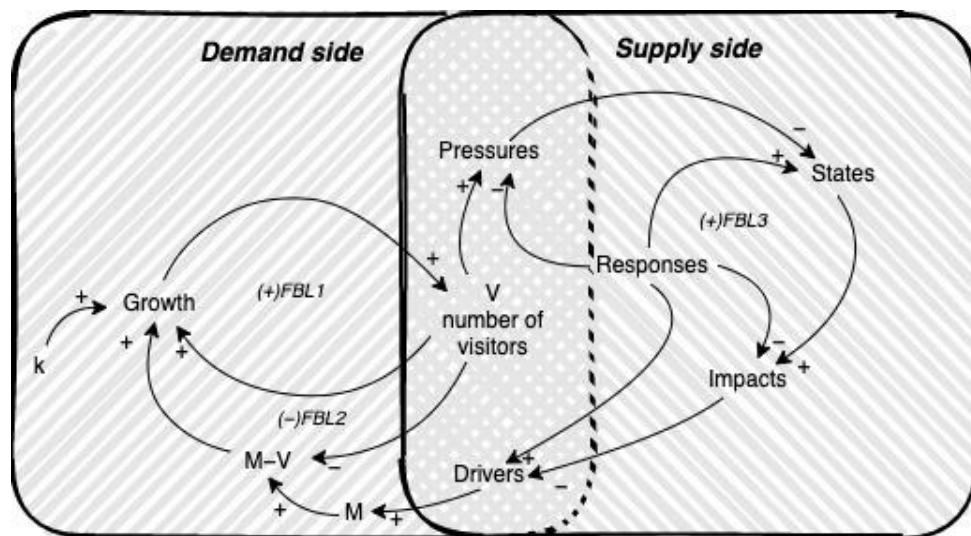 Demand side
Supply side
Pressures
–
+
States
+
–
(+)FBL3
+
Responses
+
Growth
(+)FBL1
V
number of
visitors
+
+
k
–
+
Impacts
(–)FBL2
M–V
–
Drivers
+
–
+
M
+